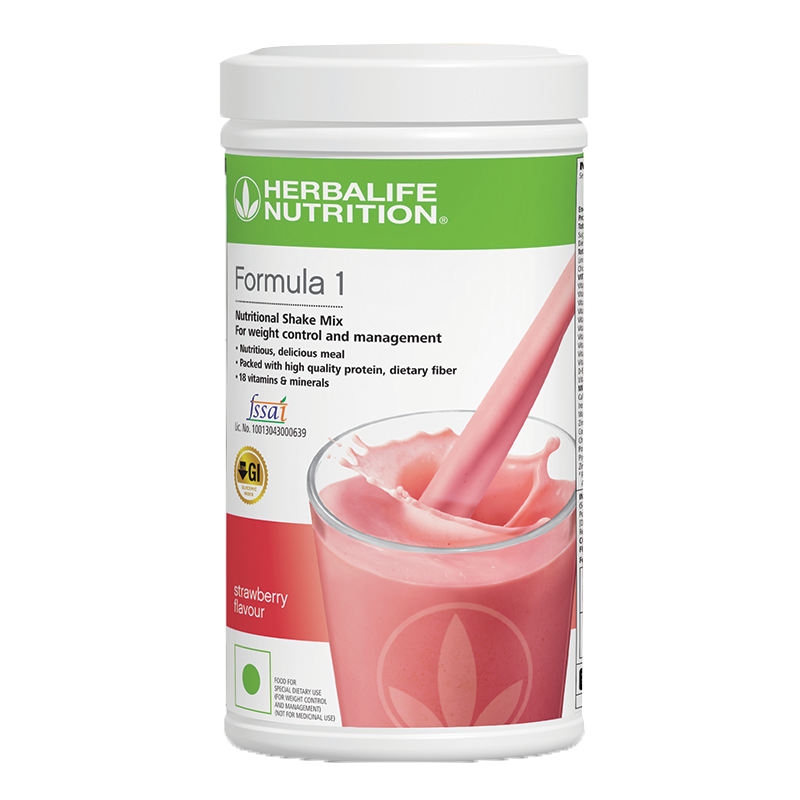 HERBALIFE
NUTRITION®
Formula 1
Nutritional Shake Mix
For weight control and management
• Nutritious, delicious meal
• Packed with high quality protein, dietary fiber
• 18 vitamins & minerals
fssai
Lic. No. 10013043000639
GI
GLYCEMIC
INDEX
strawberry
flavour
FOOD FOR
SPECIAL DIETARY USE
(FOR WEIGHT CONTROL
AND MANAGEMENT)
(NOT FOR MEDICINAL USE)